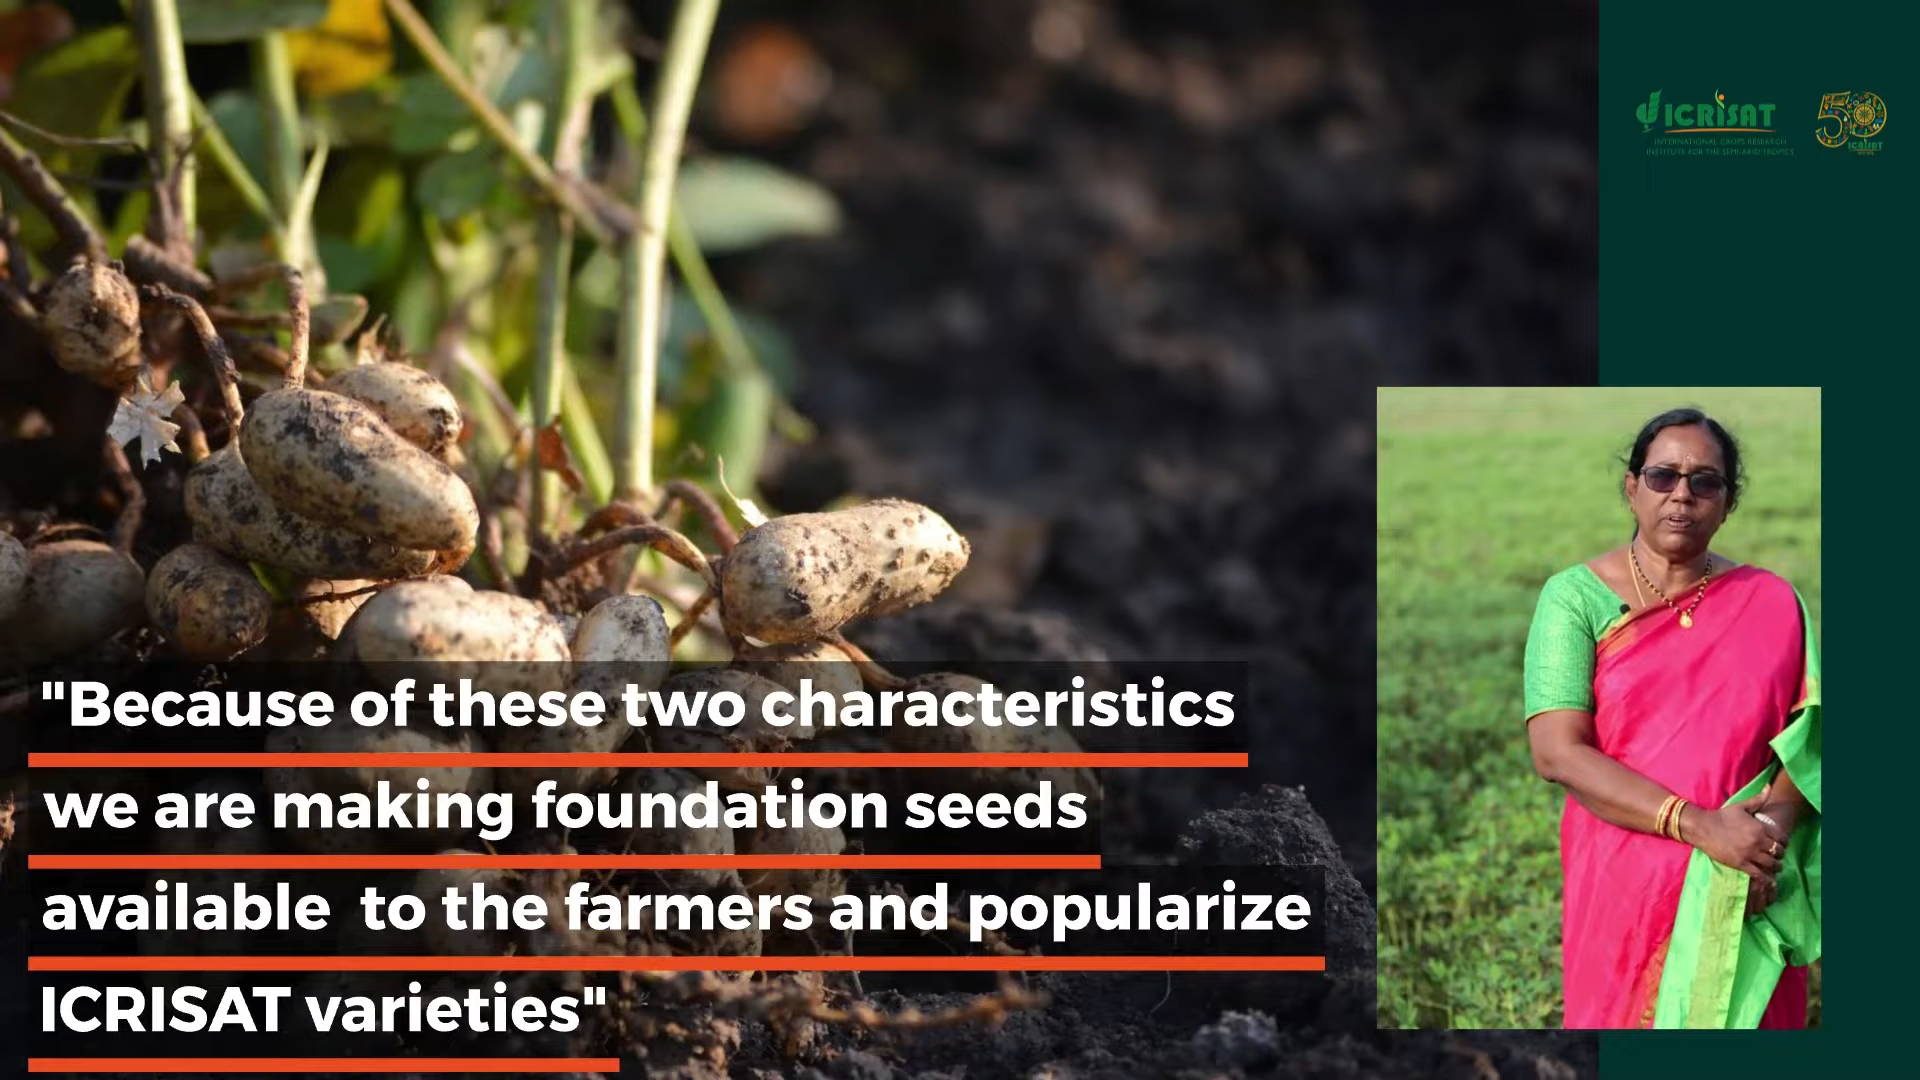 ICRISAT
INTERNATIONAL CROPS RESEARCH
INSTITUTE FOR THE SEMI-ARID TROPICS
50
ICRISAT
"Because of these two characteristics
we are making foundation seeds
available  to the farmers and popularize
ICRISAT varieties"